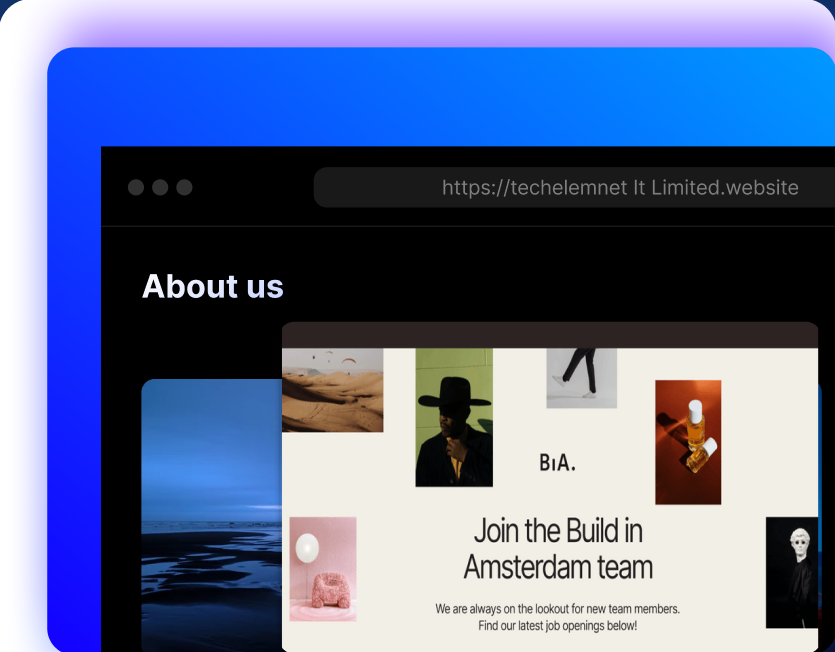 https://techelemnet It Limited.website
About us
BıA.
Join the Build in
Amsterdam team
We are always on the lookout for new team members.
Find our latest job openings below!